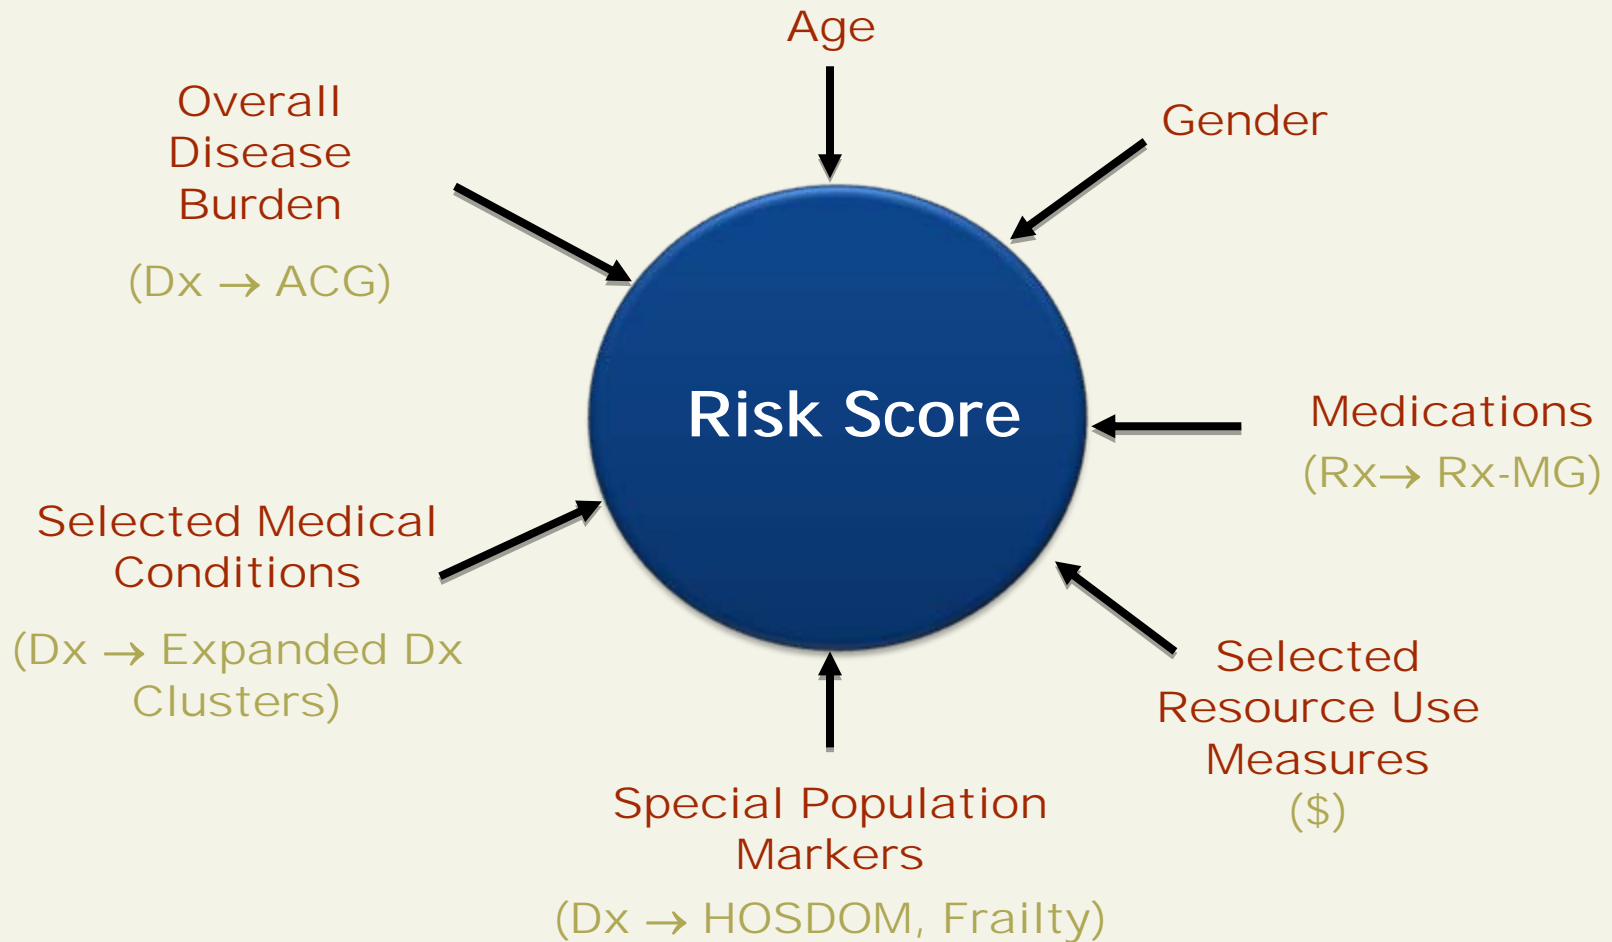 Age
Gender
Overall
Disease
Burden
(Dx → ACG)
Risk Score
Medications
(Rx→ Rx-MG)
Selected Medical
Conditions
(Dx → Expanded Dx
Clusters)
Selected
Resource Use
Measures
($)
Special Population
Markers
(Dx → HOSDOM, Frailty)